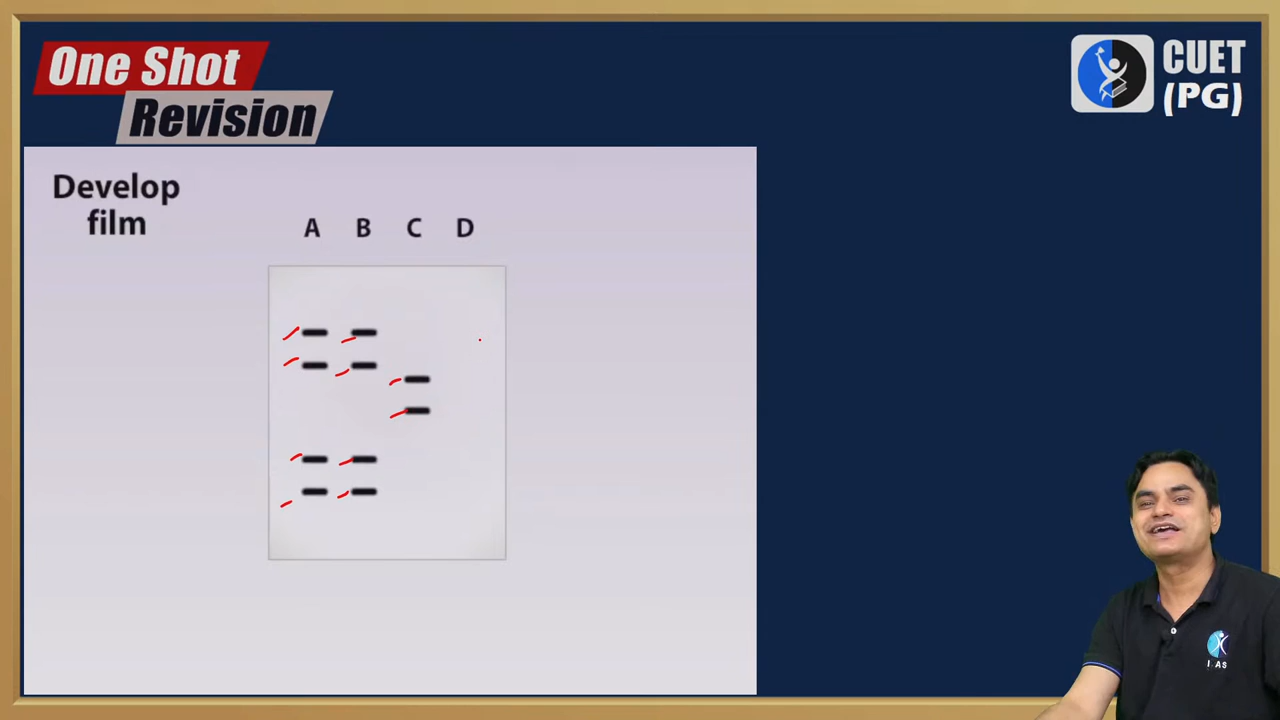 One Shot
Revision
CUET
(PG)
Develop
film
A B C D